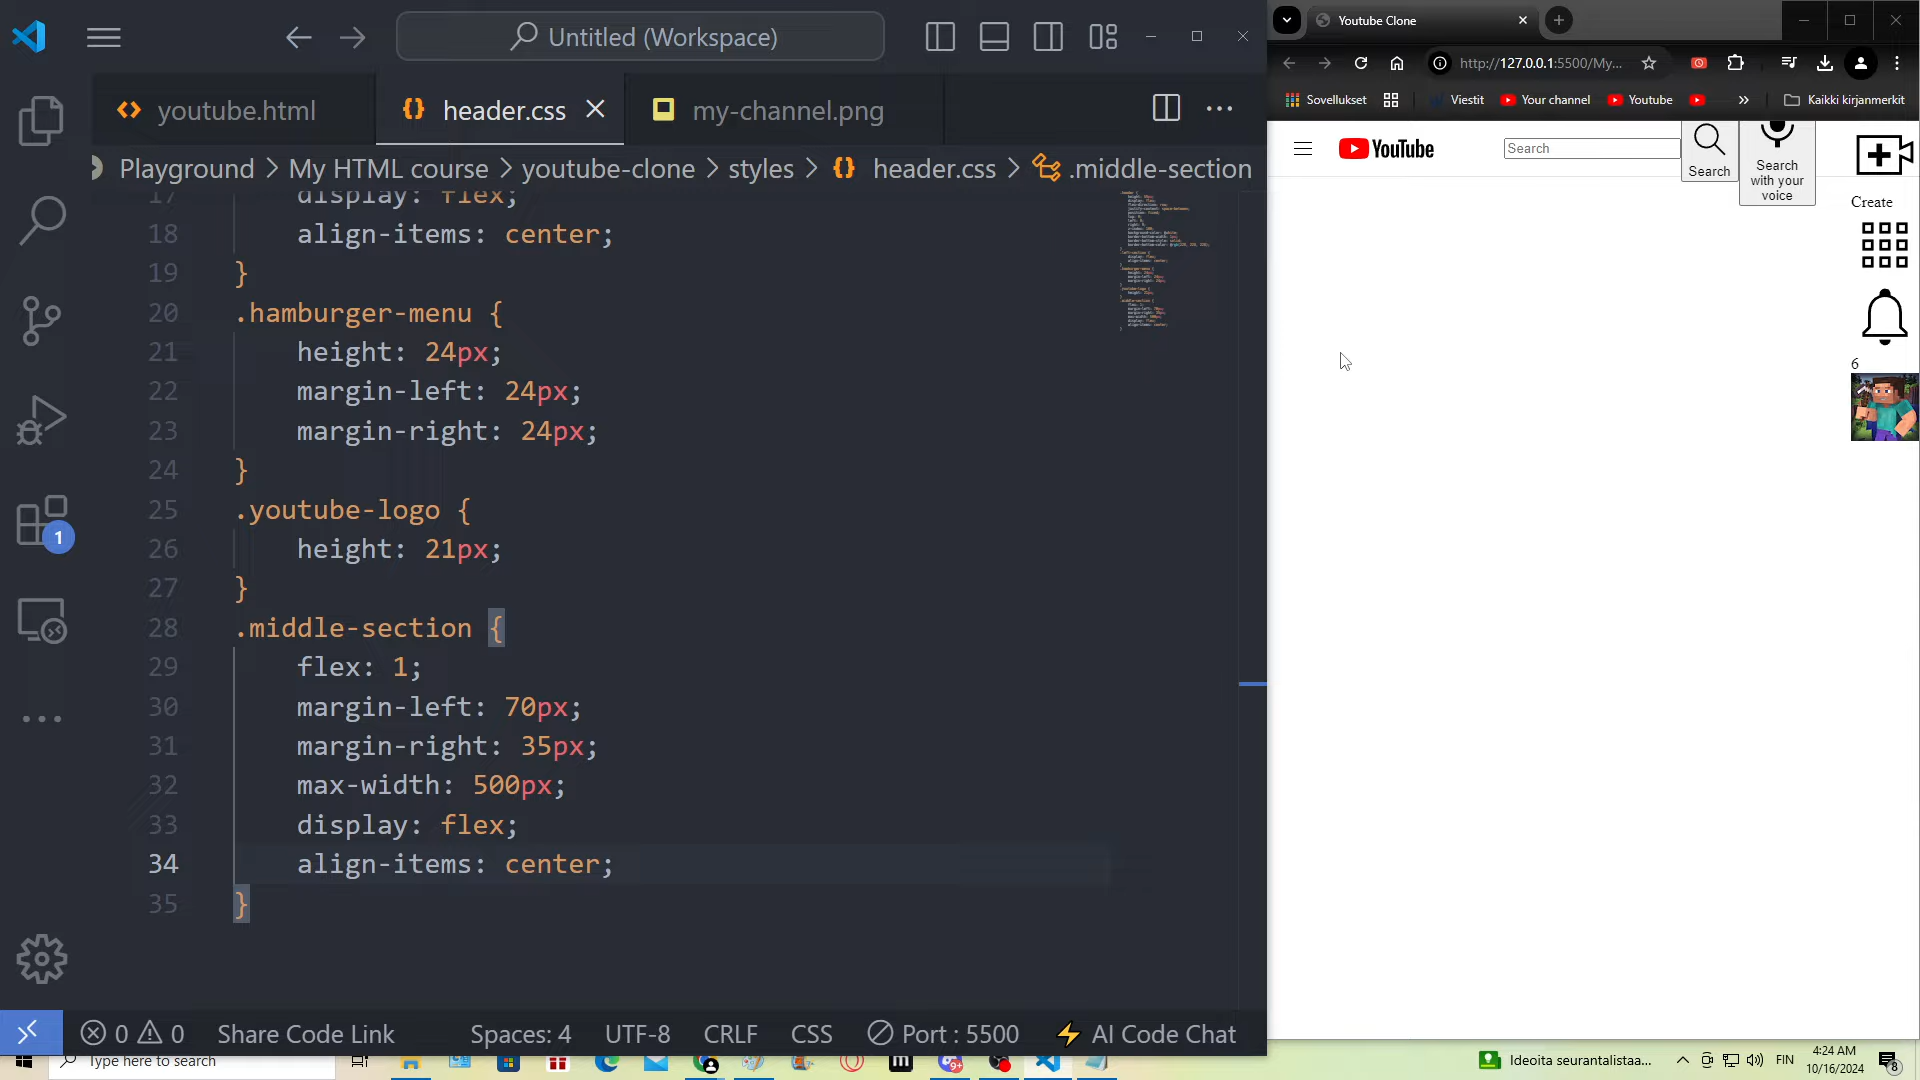 Untitled (Workspace)
youtube.html
header.css
my-channel.png
Playground > My HTML course > youtube-clone > styles > header.css > .middle-section
17 display: flex;
18 align-items: center;
19 }
20 .hamburger-menu {
21 height: 24px;
22 margin-left: 24px;
23 margin-right: 24px;
24 }
25 .youtube-logo {
26 height: 21px;
27 }
28 .middle-section {
29 flex: 1;
30 margin-left: 70px;
31 margin-right: 35px;
32 max-width: 500px;
33 display: flex;
34 align-items: center;
35 }
1
0 0 Share Code Link Spaces: 4 UTF-8 CRLF CSS Port : 5500 AI Code Chat
Youtube Clone
http://127.0.0.1:5500/My...
Sovellukset Viestit Your channel Youtube » Kaikki kirjanmerkit
YouTube
Search
Search
Search
with your
voice
Create
6
Type here to search
Ideoita seurantalistaa...
FIN
4:24 AM
10/16/2024
8